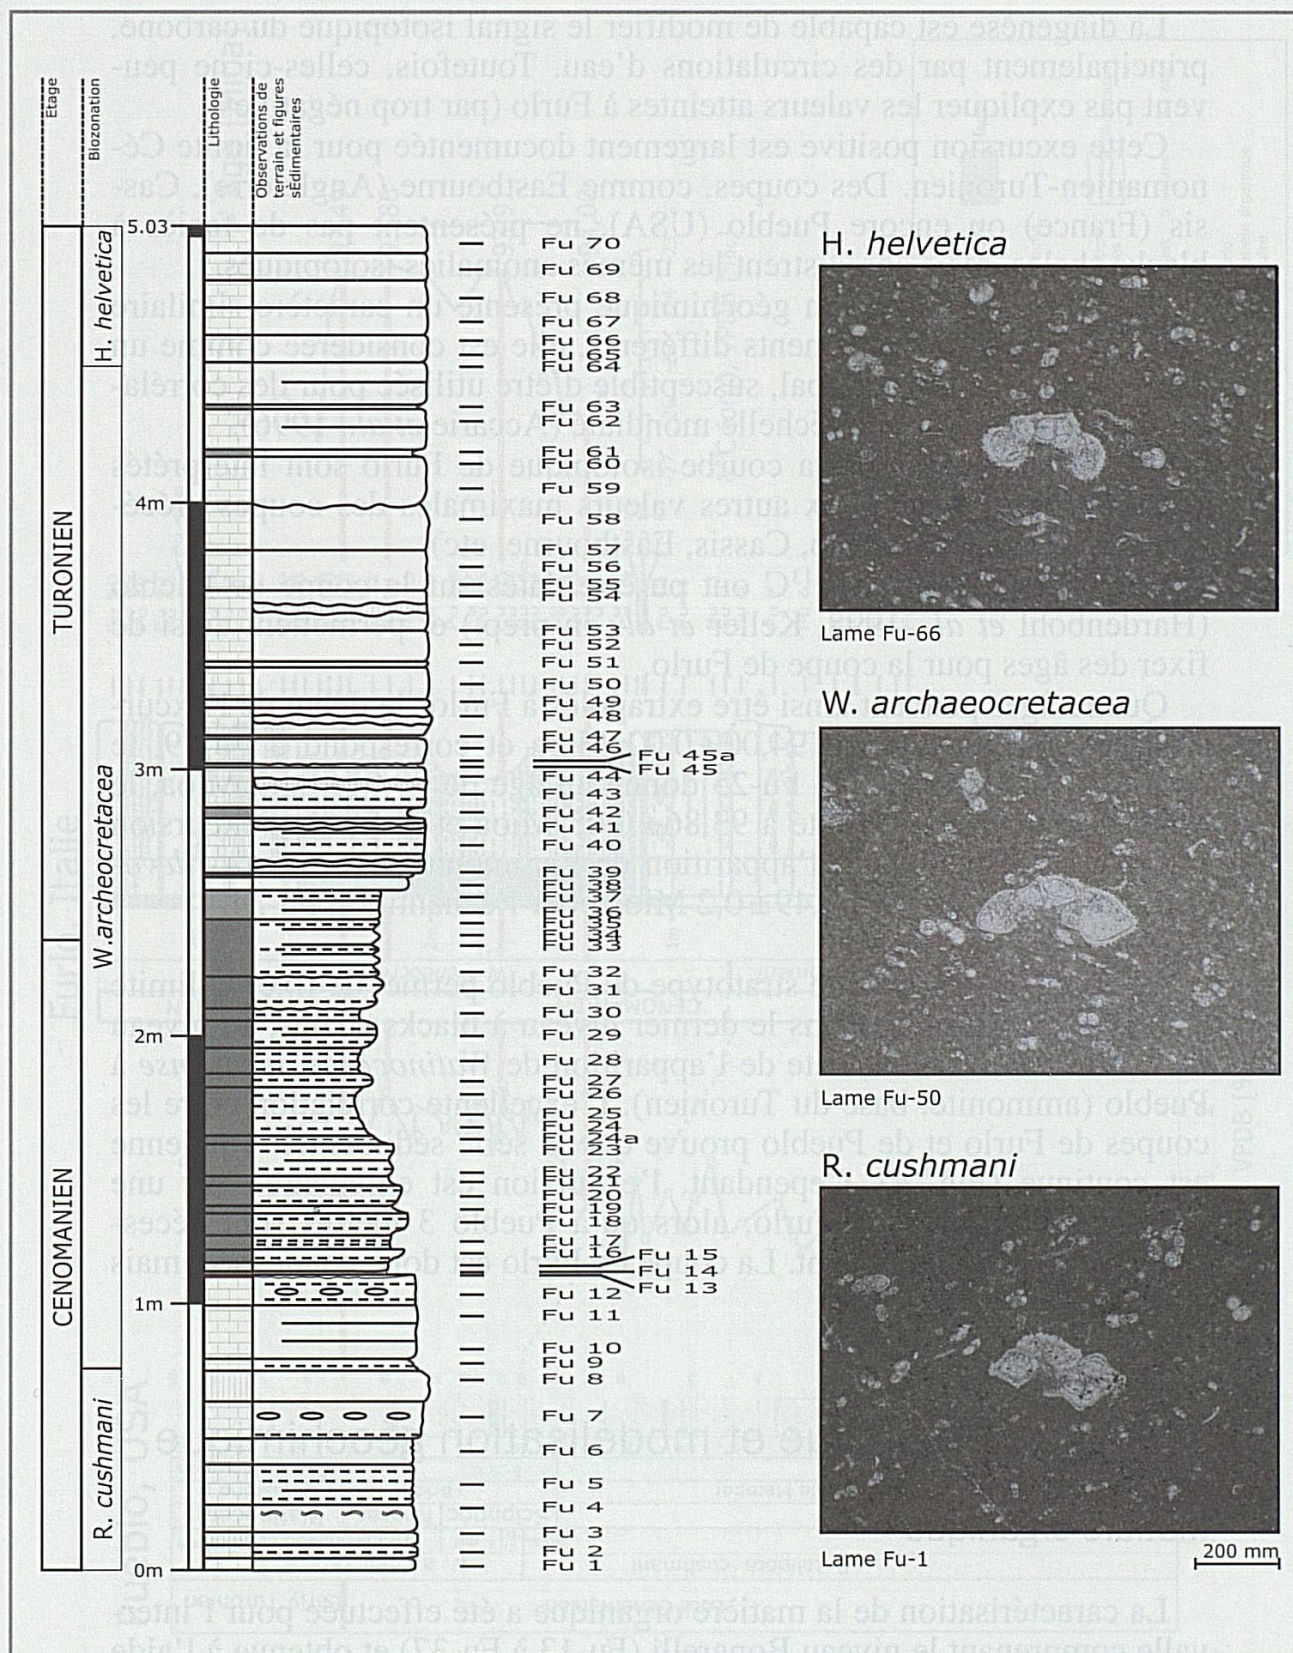 Etage
Biozonation
Lithologie
Observations de
terrain et figures
sÉdimentaires
TURONIEN
CENOMANIEN
H. helvetica
W.archeocretacea
R. cushmani
5.03
4m
3m
2m
1m
0m
Fu 70
Fu 69
Fu 68
Fu 67
Fu 66
Fu 65
Fu 64
Fu 63
Fu 62
Fu 61
Fu 60
Fu 59
Fu 58
Fu 57
Fu 56
Fu 55
Fu 54
Fu 53
Fu 52
Fu 51
Fu 50
Fu 49
Fu 48
Fu 47
Fu 46
Fu 45a
Fu 45
Fu 44
Fu 43
Fu 42
Fu 41
Fu 40
Fu 39
Fu 38
Fu 37
Fu 36
Fu 35
Fu 34
Fu 33
Fu 32
Fu 31
Fu 30
Fu 29
Fu 28
Fu 27
Fu 26
Fu 25
Fu 24
Fu 24a
Fu 23
Fu 22
Fu 21
Fu 20
Fu 19
Fu 18
Fu 17
Fu 16
Fu 15
Fu 14
Fu 13
Fu 12
Fu 11
Fu 10
Fu 9
Fu 8
Fu 7
Fu 6
Fu 5
Fu 4
Fu 3
Fu 2
Fu 1
s
H. helvetica
Lame Fu-66
W. archaeocretacea
Lame Fu-50
R. cushmani
Lame Fu-1
200 mm